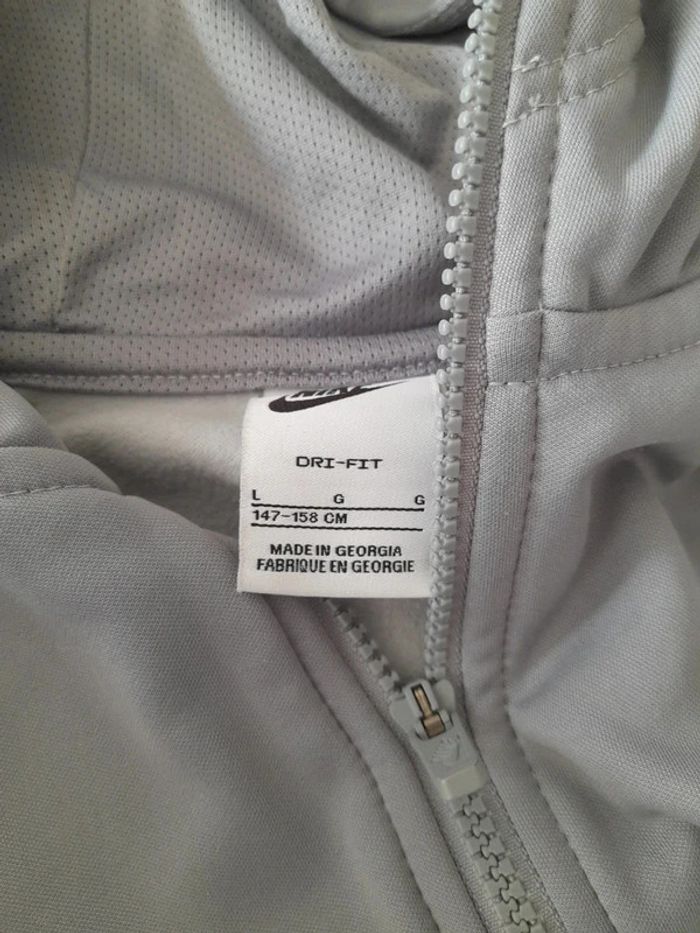 DRI-FIT
L G G
147-158 CM
MADE IN GEORGIA
FABRIQUE EN GEORGIE